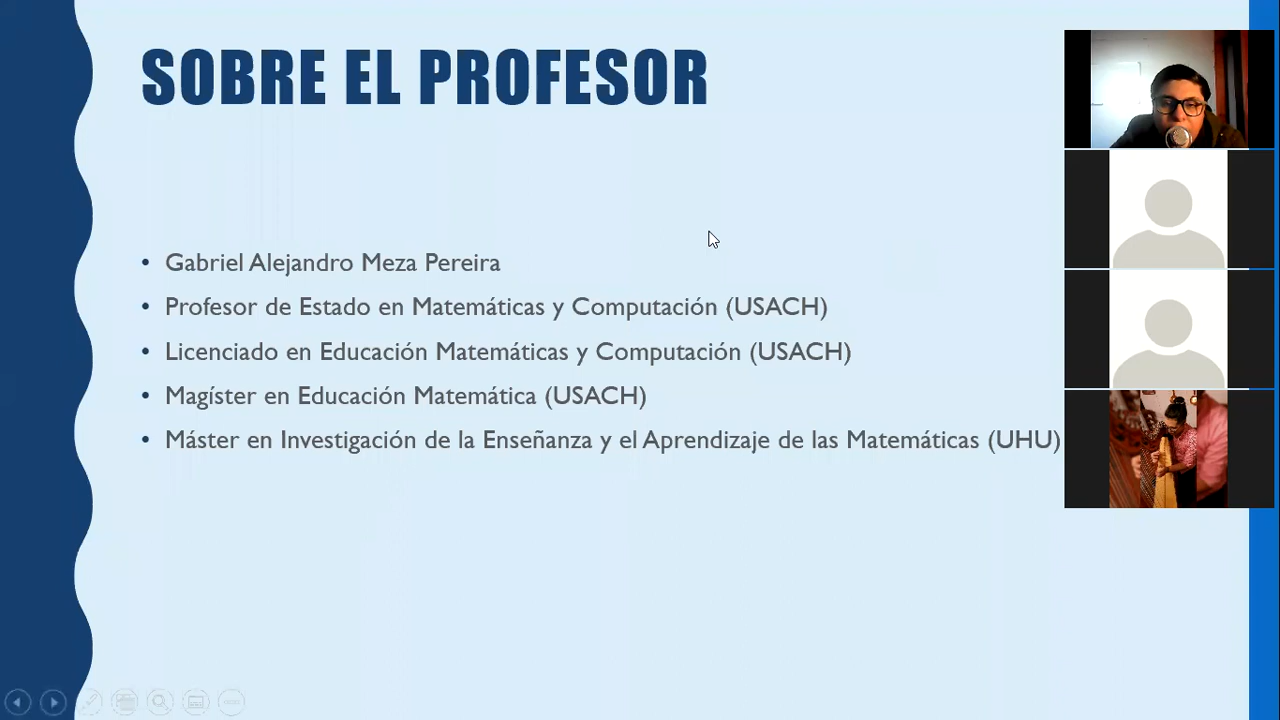 SOBRE EL PROFESOR
• Gabriel Alejandro Meza Pereira
• Profesor de Estado en Matemáticas y Computación (USACH)
• Licenciado en Educación Matemáticas y Computación (USACH)
• Magíster en Educación Matemática (USACH)
• Máster en Investigación de la Enseñanza y el Aprendizaje de las Matemáticas (UHU)